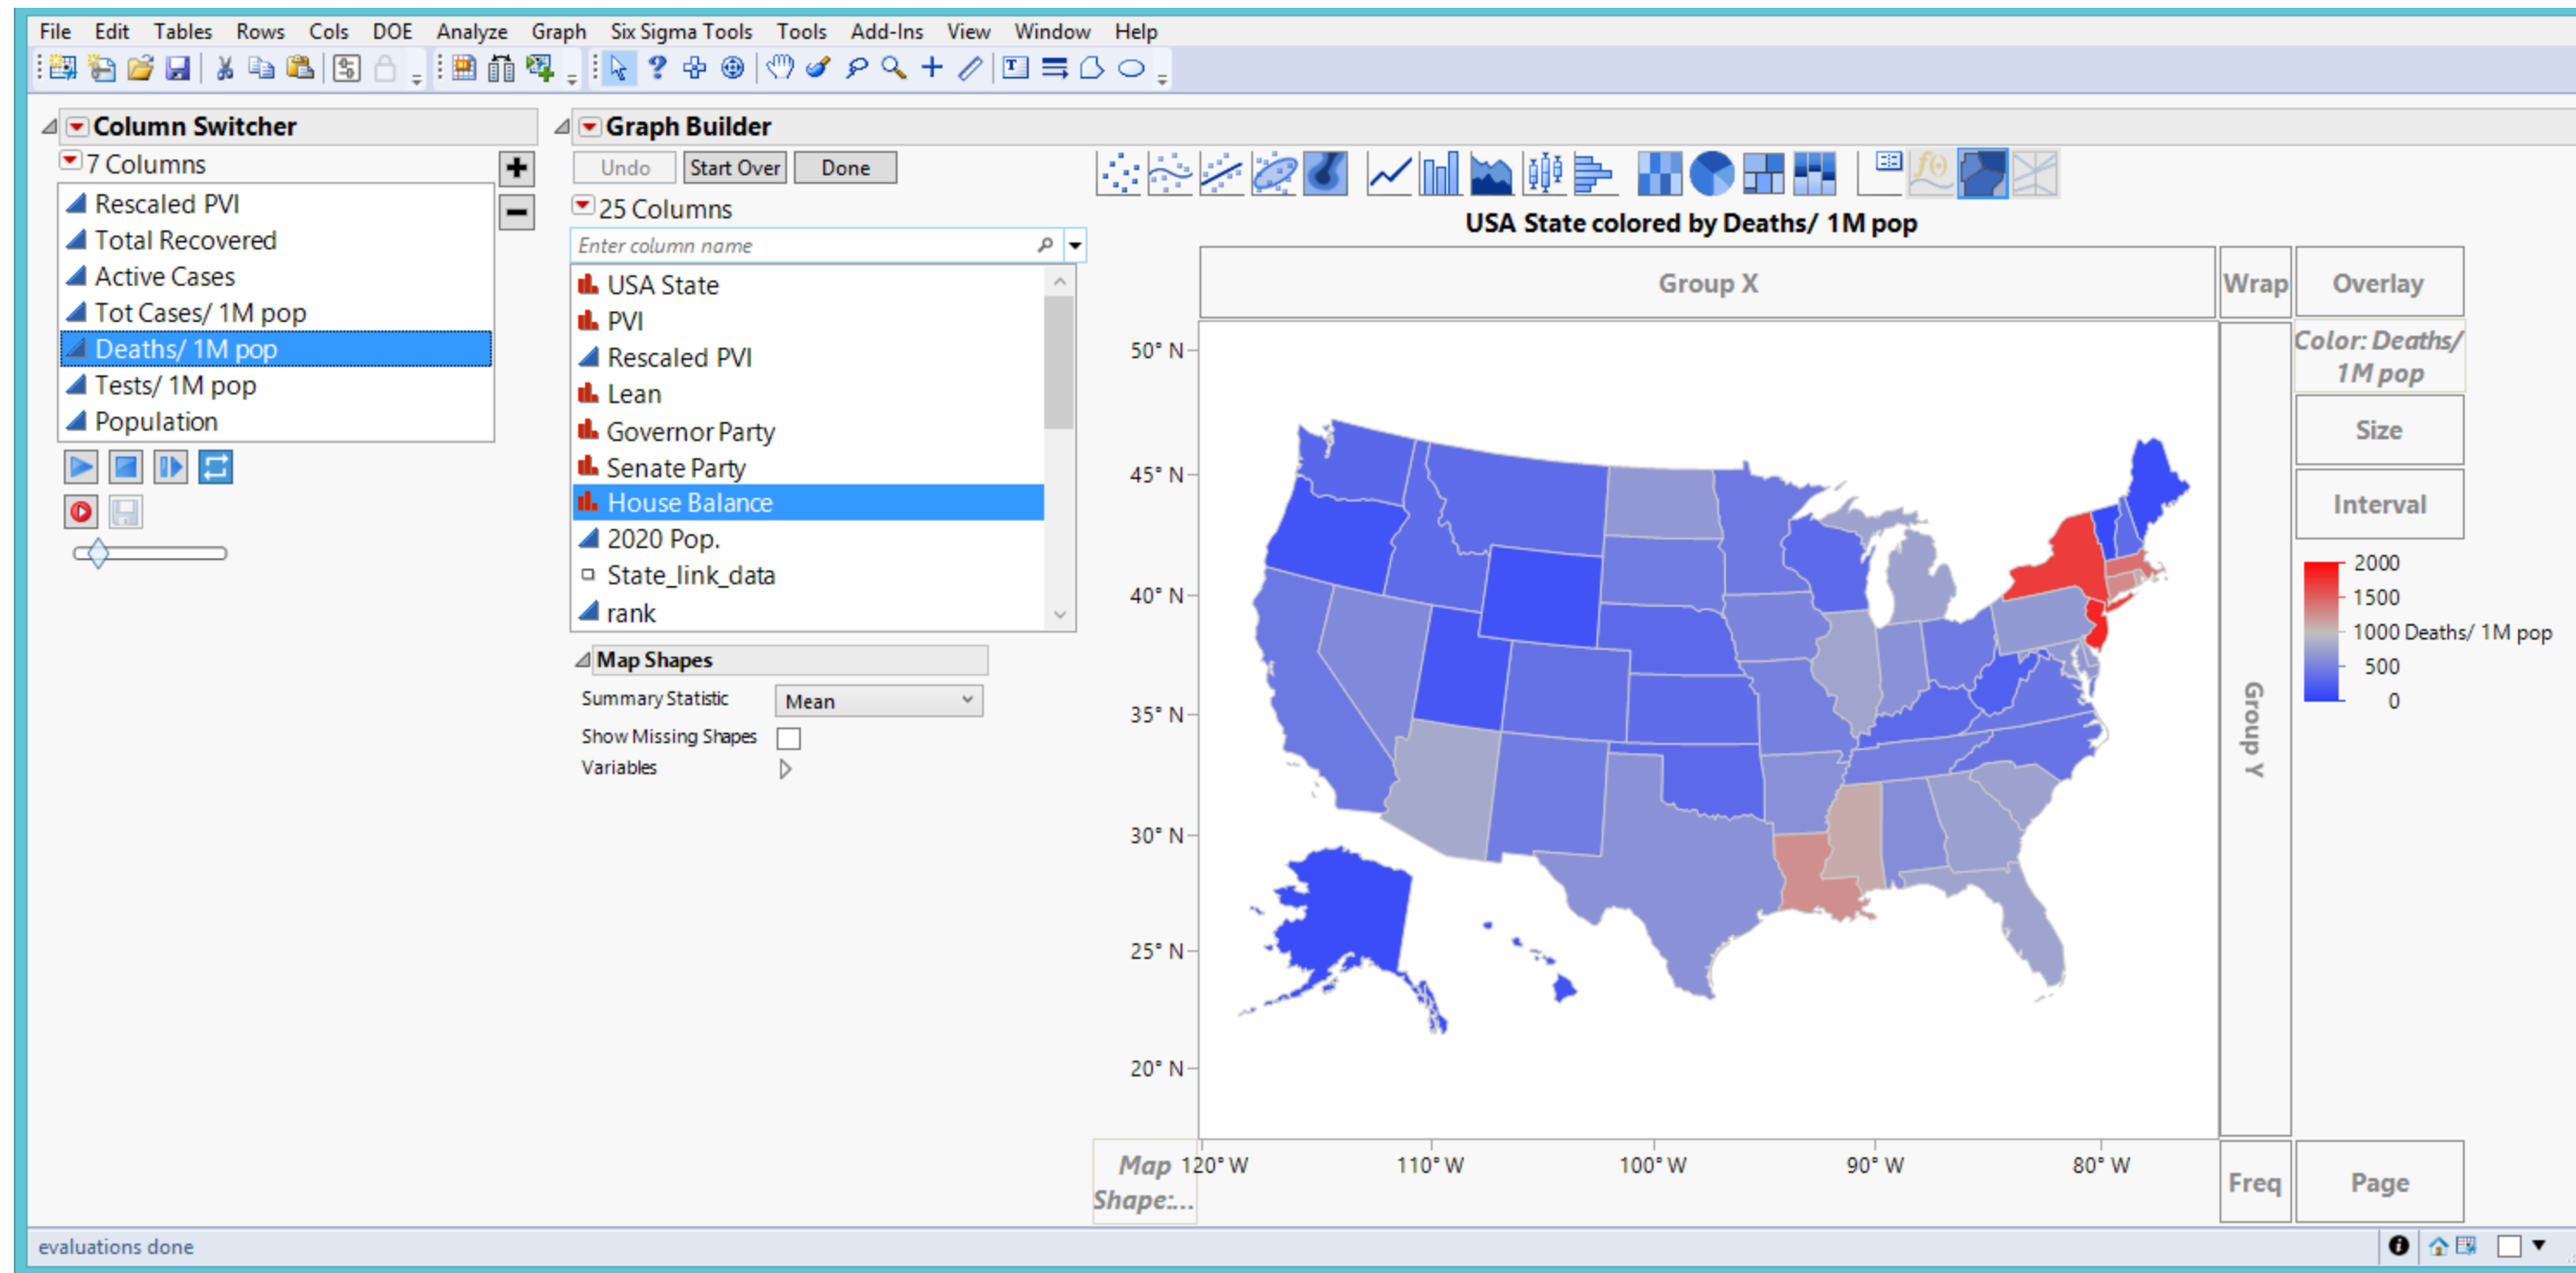 File Edit Tables Rows Cols DOE Analyze Graph Six Sigma Tools Tools Add-Ins View Window Help
Column Switcher
7 Columns
Rescaled PVI
Total Recovered
Active Cases
Tot Cases/ 1M pop
Deaths/ 1M pop
Tests/ 1M pop
Population
Graph Builder
Undo Start Over Done
25 Columns
Enter column name
USA State
PVI
Rescaled PVI
Lean
Governor Party
Senate Party
House Balance
2020 Pop.
State_link_data
rank
Map Shapes
Summary Statistic Mean
Show Missing Shapes
Variables
USA State colored by Deaths/ 1M pop
Group X
Wrap
Overlay
Color: Deaths/
1M pop
Size
Interval
2000
1500
1000 Deaths/ 1M pop
500
0
50° N
45° N
40° N
35° N
30° N
25° N
20° N
Group Y
120° W 110° W 100° W 90° W 80° W
Map
Shape:...
Freq
Page
evaluations done